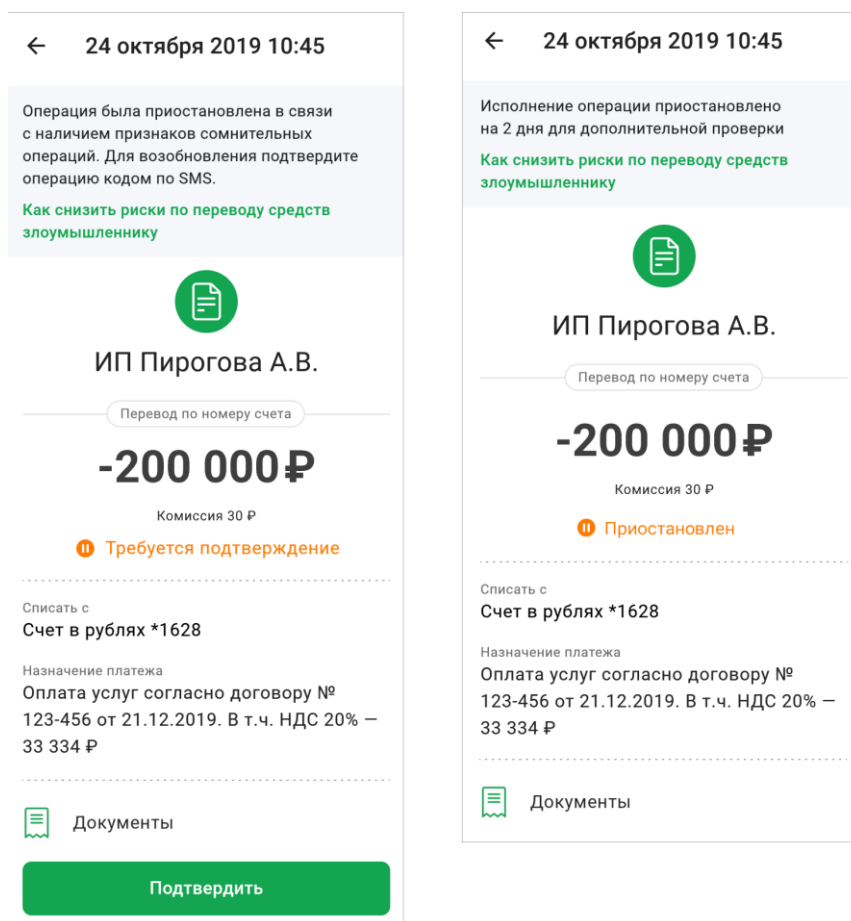 24 октября 2019 10:45
Операция была приостановлена в связи
с наличием признаков сомнительных
операций. Для возобновления подтвердите
операцию кодом по SMS.
Как снизить риски по переводу средств
злоумышленнику
ИП Пирогова А.В.
Перевод по номеру счета
-200 000 ₽
Комиссия 30 ₽
Требуется подтверждение
Списать с
Счет в рублях *1628
Назначение платежа
Оплата услуг согласно договору №
123-456 от 21.12.2019. В т.ч. НДС 20% —
33 334 ₽
Документы
Подтвердить
24 октября 2019 10:45
Исполнение операции приостановлено
на 2 дня для дополнительной проверки
Как снизить риски по переводу средств
злоумышленнику
ИП Пирогова А.В.
Перевод по номеру счета
-200 000 ₽
Комиссия 30 ₽
Приостановлен
Списать с
Счет в рублях *1628
Назначение платежа
Оплата услуг согласно договору №
123-456 от 21.12.2019. В т.ч. НДС 20% —
33 334 ₽
Документы